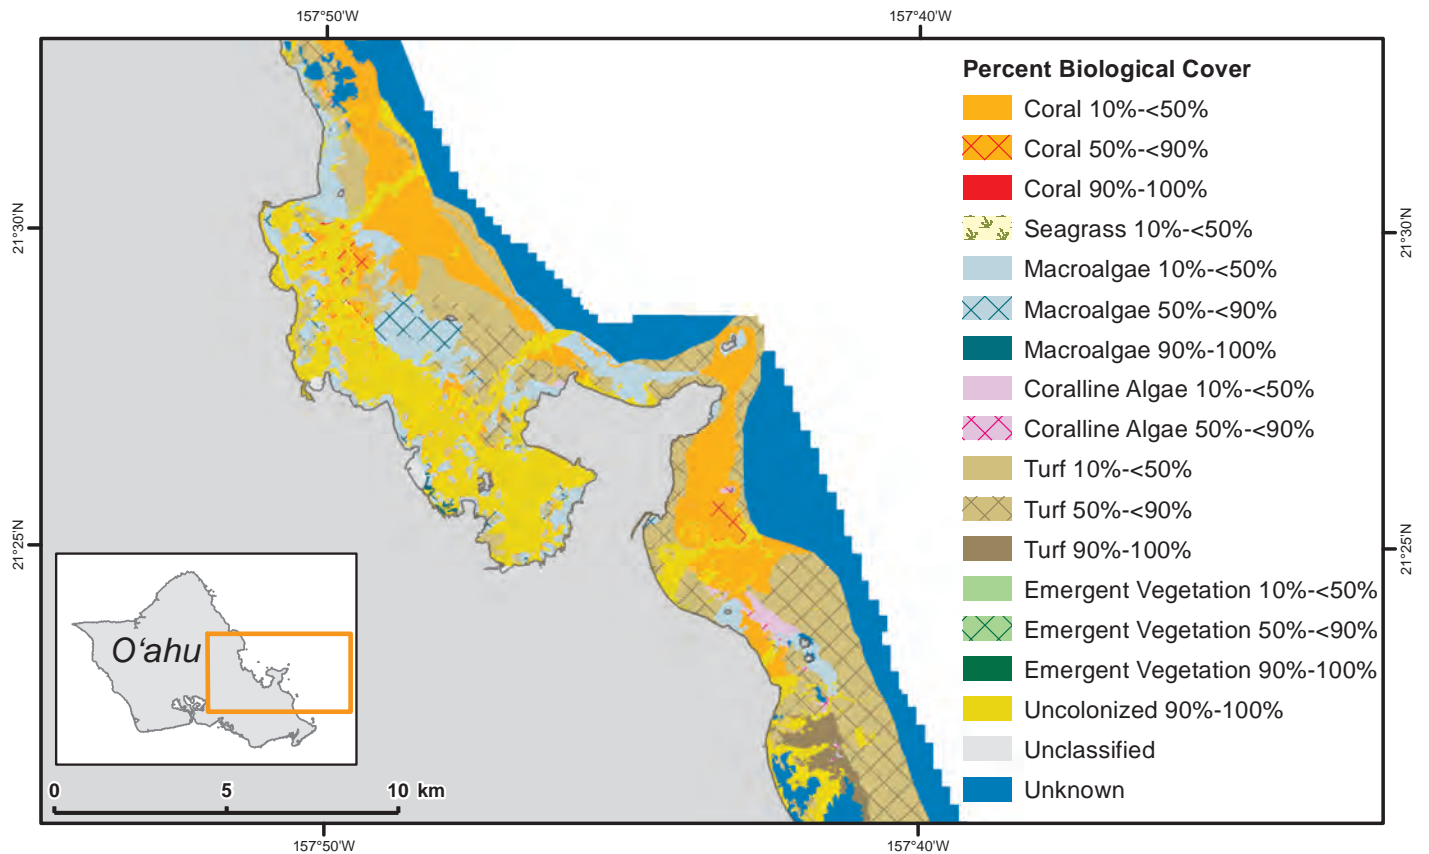 157°50'W
157°40'W
Percent Biological Cover
Coral 10%-<50%
Coral 50%-<90%
Coral 90%-100%
Seagrass 10%-<50%
Macroalgae 10%-<50%
Macroalgae 50%-<90%
Macroalgae 90%-100%
Coralline Algae 10%-<50%
Coralline Algae 50%-<90%
Turf 10%-<50%
Turf 50%-<90%
Turf 90%-100%
Emergent Vegetation 10%-<50%
Emergent Vegetation 50%-<90%
Emergent Vegetation 90%-100%
Uncolonized 90%-100%
Unclassified
Unknown
21°30'N
21°30'N
21°25'N
21°25'N
O‘ahu
0 5 10 km
157°50'W
157°40'W